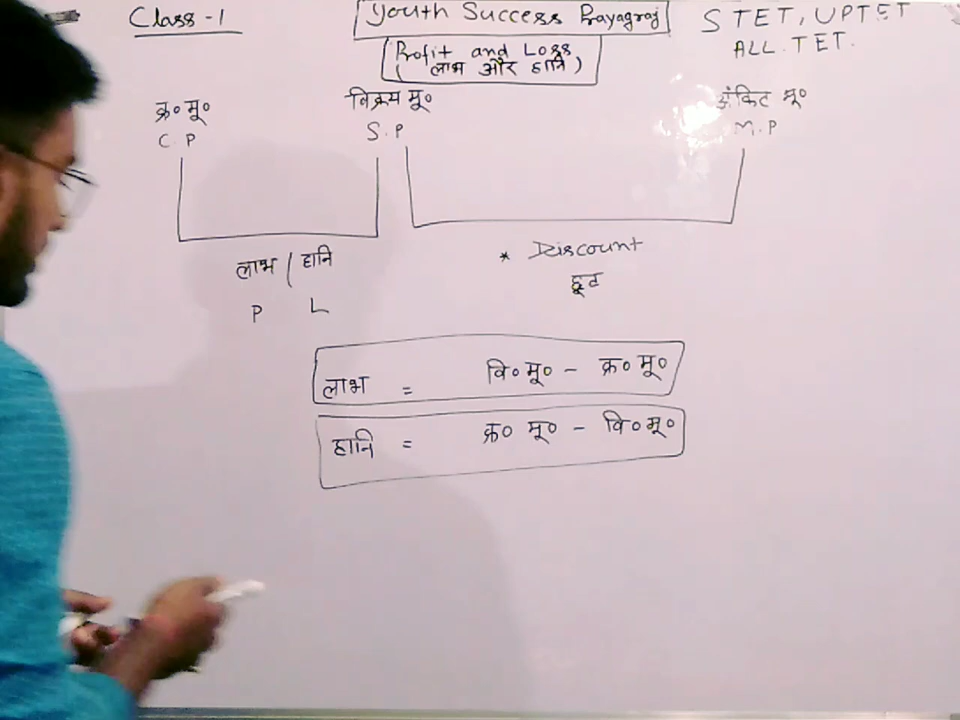 Class -1
Youth Success Prayagraj
STET, UPTET
ALL.TET.
Profit and Loss
( लाभ और हानि )
क्र० मू० विक्रय मू० अंकित मू०
C.P S.P M.P
लाभ / हानि * Discount
छूट
P L
लाभ = वि० मू० - क्र० मू०
हानि = क्र० मू० - वि० मू०